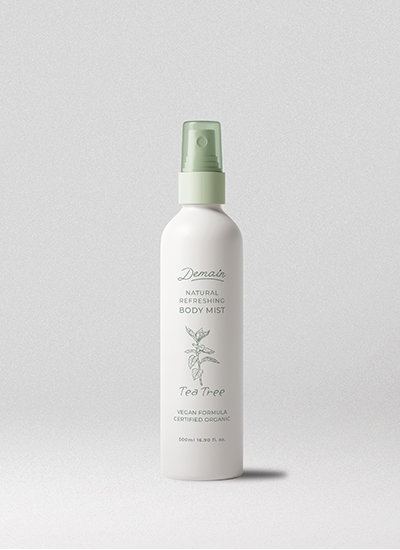 Demain
NATURAL
REFRESHING
BODY MIST
Tea Tree
VEGAN FORMULA
CERTIFIED ORGANIC
500ml 16.90 fl. oz.